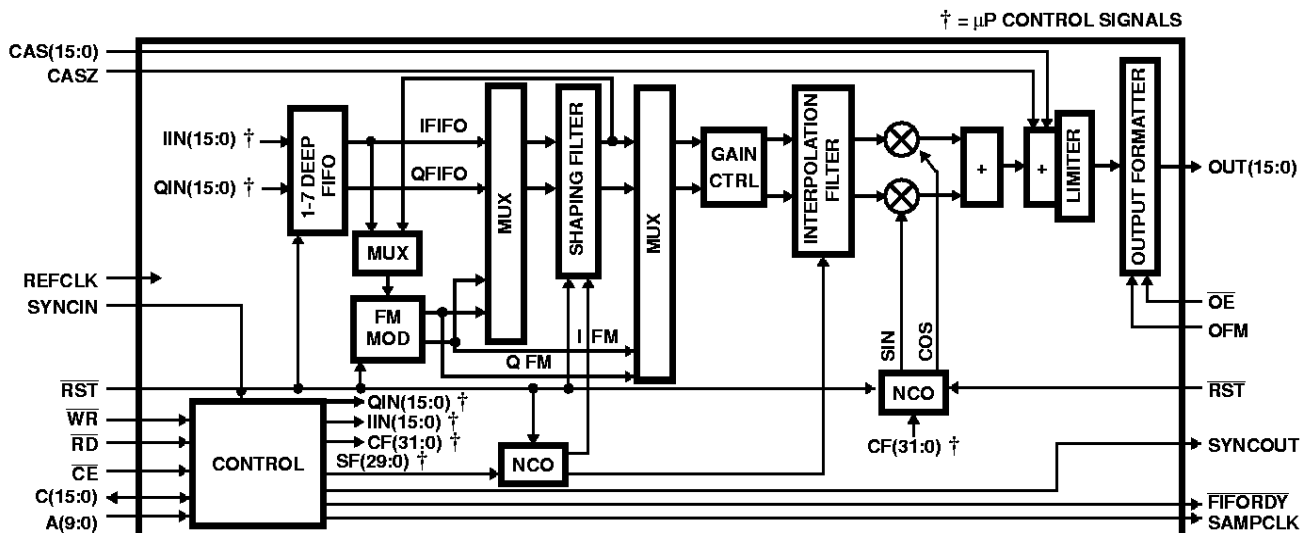 † = µP CONTROL SIGNALS
CAS(15:0)
CASZ
IIN(15:0) †
QIN(15:0) †
1-7 DEEP
FIFO
IFIFO
QFIFO
MUX
FM
MOD
MUX
SHAPING FILTER
MUX
I FM
Q FM
GAIN
CTRL
INTERPOLATION
FILTER
SIN
COS
+
+
LIMITER
OUTPUT FORMATTER
OUT(15:0)
REFCLK
SYNCIN
OE
OFM
RST
NCO
RST
CF(31:0) †
WR
RD
CE
C(15:0)
A(9:0)
CONTROL
QIN(15:0) †
IIN(15:0) †
CF(31:0) †
SF(29:0) †
NCO
SYNCOUT
FIFORDY
SAMPCLK